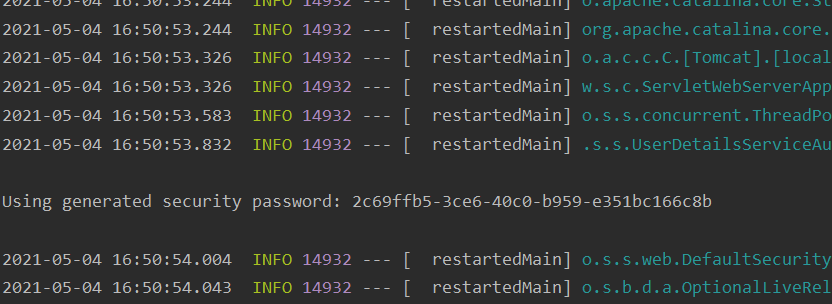 2021-05-04 16:50:53.244  INFO 14932 --- [  restartedMain] o.apache.catalina.core.St
2021-05-04 16:50:53.244  INFO 14932 --- [  restartedMain] org.apache.catalina.core.
2021-05-04 16:50:53.326  INFO 14932 --- [  restartedMain] o.a.c.c.C.[Tomcat].[local
2021-05-04 16:50:53.326  INFO 14932 --- [  restartedMain] w.s.c.ServletWebServerApp
2021-05-04 16:50:53.583  INFO 14932 --- [  restartedMain] o.s.s.concurrent.ThreadPo
2021-05-04 16:50:53.832  INFO 14932 --- [  restartedMain] .s.s.UserDetailsServiceAu
Using generated security password: 2c69ffb5-3ce6-40c0-b959-e351bc166c8b
2021-05-04 16:50:54.004  INFO 14932 --- [  restartedMain] o.s.s.web.DefaultSecurity
2021-05-04 16:50:54.043  INFO 14932 --- [  restartedMain] o.s.b.d.a.OptionalLiveRel